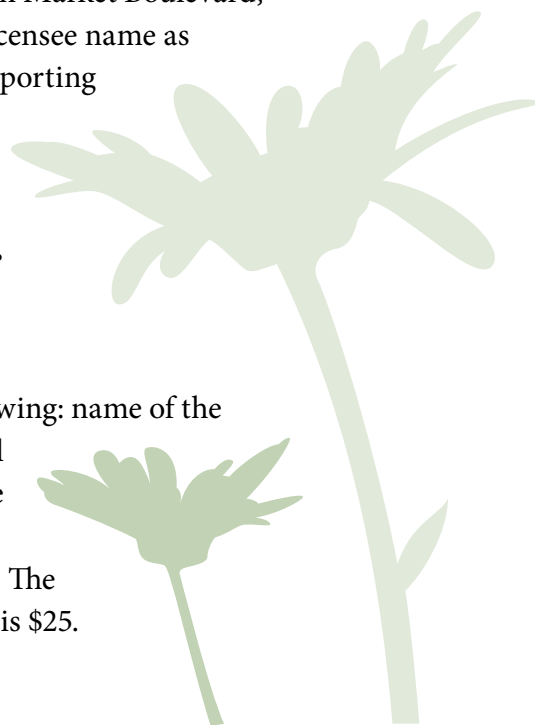 Market Boulevard,
censee name as
porting
wing: name of the
The
is $25.